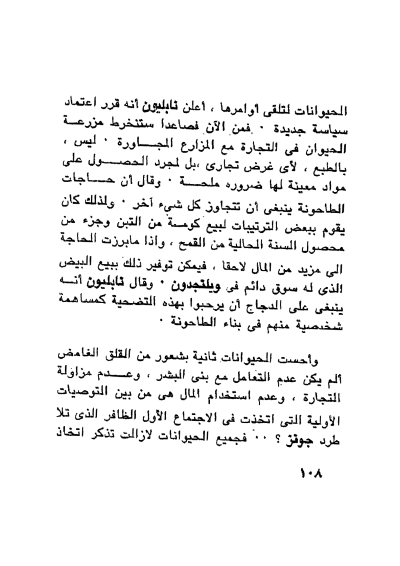 الحيوانات لتلقى أوامرها ، أعلن نابليون أنه قرر اعتماد
سياسة جديدة ٠ فمن الآن فصاعدا ستنخرط مزرعة
الحيوان فى التجارة مع المزارع المجاورة ٠ ليس ،
بالطبع ، لأى غرض تجارى ،بل لمجرد الحصول على
مواد معينة لها ضروره ملحة ٠ وقال أن حاجات
الطاحونة ينبغى أن تتجاوز كل شيء أخر ٠ ولذلك كان
يقوم ببعض الترتيبات لبيع كومة من التبن وجزء من
محصول السنة الحالية من القمح ، واذا مابرزت الحاجة
الى مزيد من المال لاحقا ، فيمكن توفير ذلك ببيع البيض
الذى له سوق دائم فى ويلنجدون ٠ وقال نابليون أنه
ينبغى على الدجاج أن يرحبوا بهذه التضحية كمساهمة
شخصية منهم فى بناء الطاحونة ٠
وأحست الحيوانات ثانية بشعور من القلق الغامض
ألم يكن عدم التعامل مع بنى البشر ، وعدم مزاولة
التجارة ، وعدم استخدام المال هى من بين التوصيات
الأولية التى اتخذت فى الاجتماع الأول الظافر الذى تلا
طرد جونز ؟ ٠٠ فجميع الحيوانات لازالت تذكر اتخاذ
١٠٨